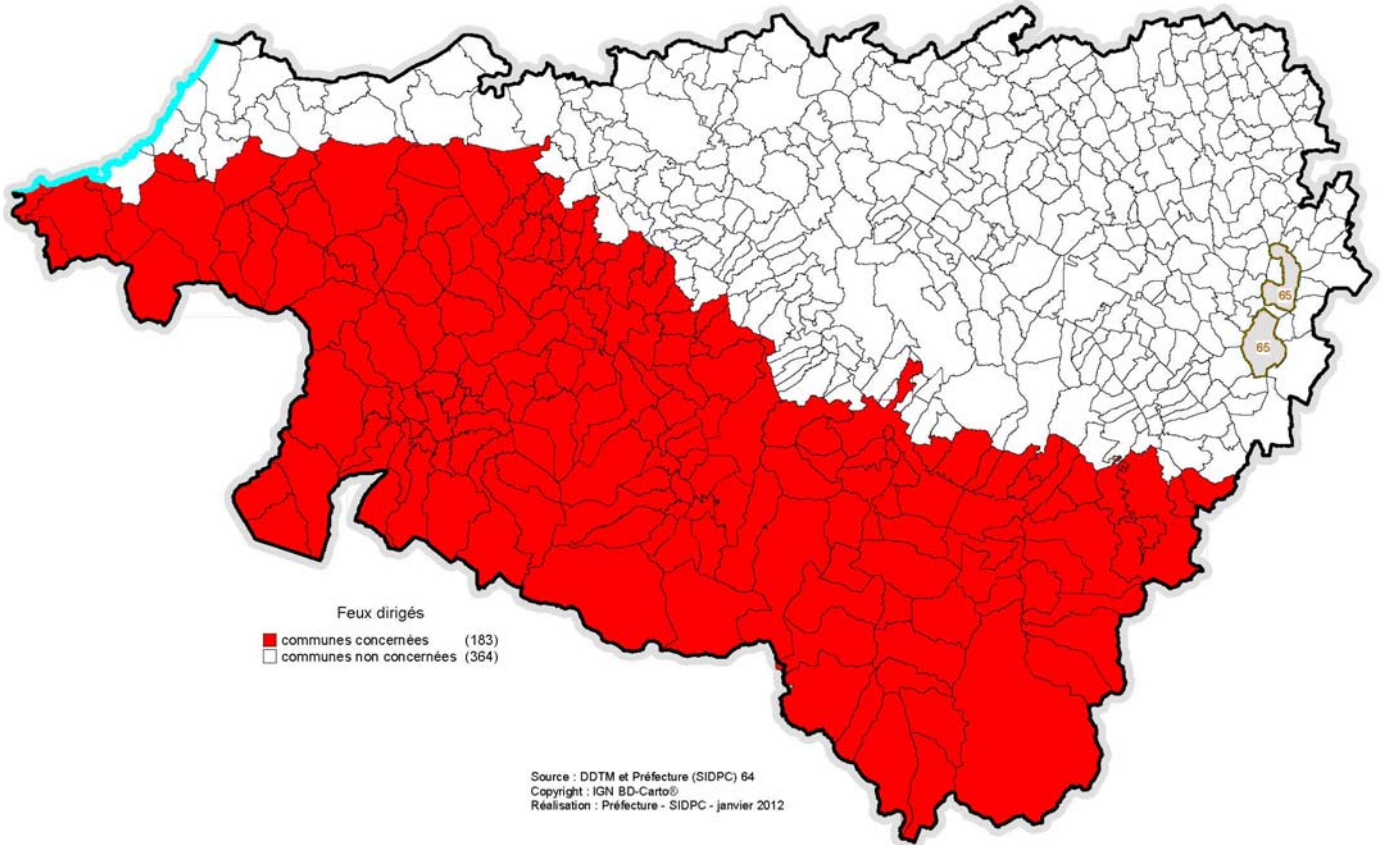 65
65
Feux dirigés
communes concernées (183)
communes non concernées (364)
Source : DDTM et Préfecture (SIDPC) 64
Copyright : IGN BD-Carto®
Réalisation : Préfecture - SIDPC - janvier 2012